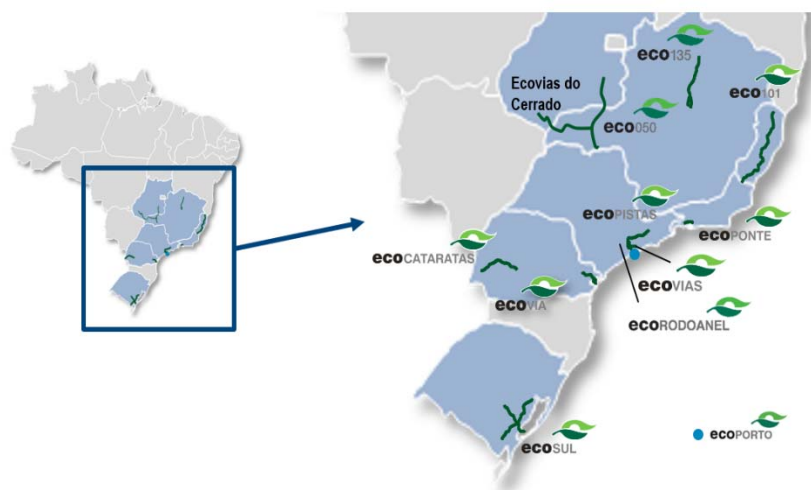 eco135
Ecovias do
Cerrado
eco101
eco050
ecoPISTAS
ecoPONTE
ecoCATARATAS
ecoVIAS
ecoVIA
ecoRODOANEL
ecoSUL
ecoPORTO